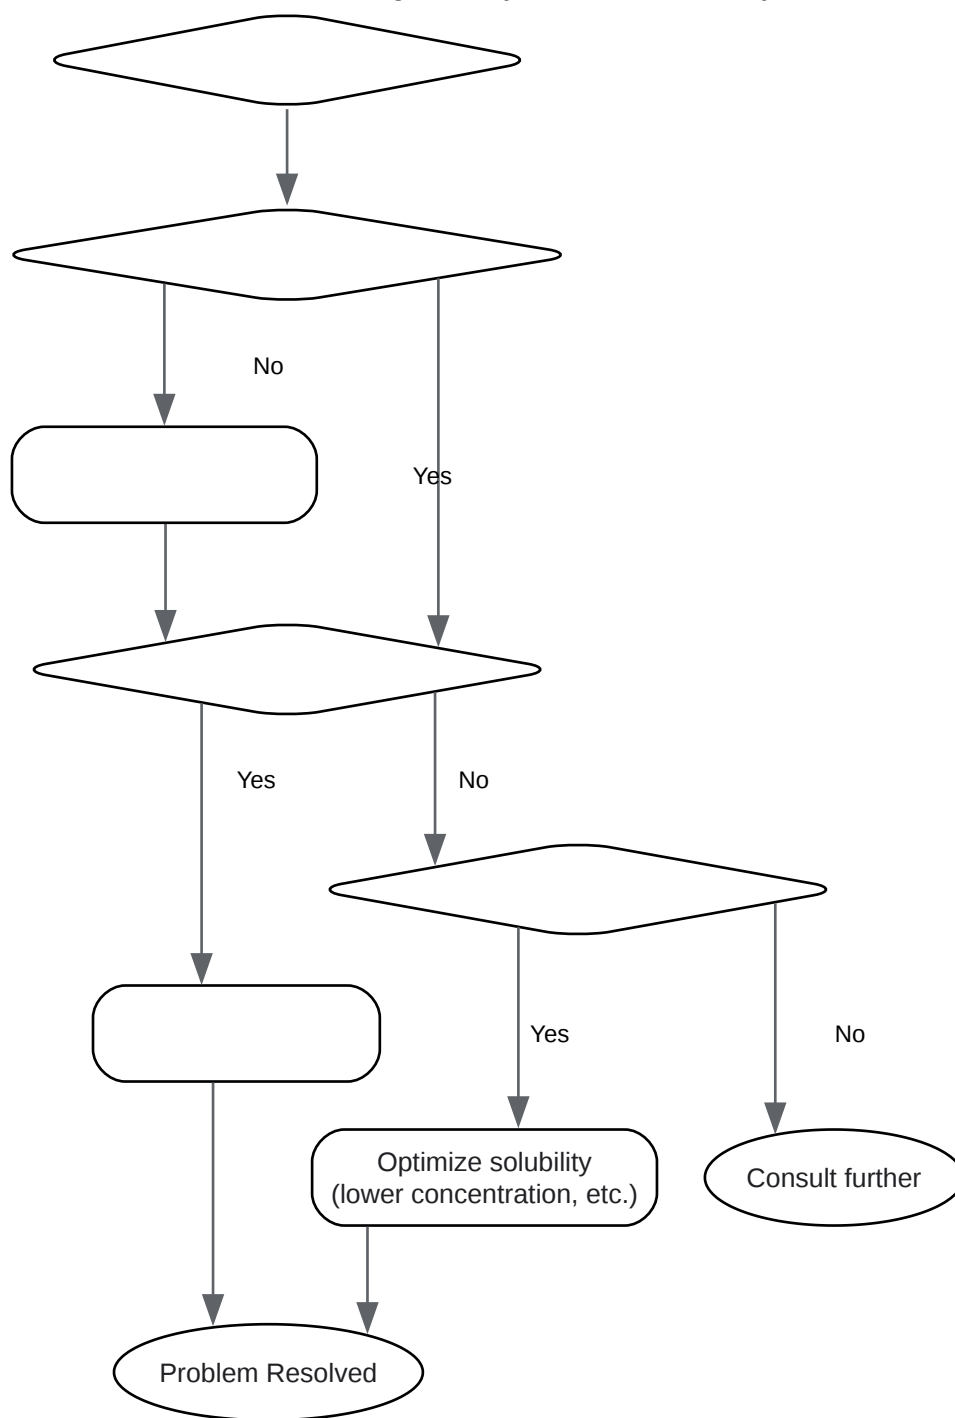 No
Yes
Yes
No
Yes
No
Optimize solubility
(lower concentration, etc.)
Consult further
Problem Resolved